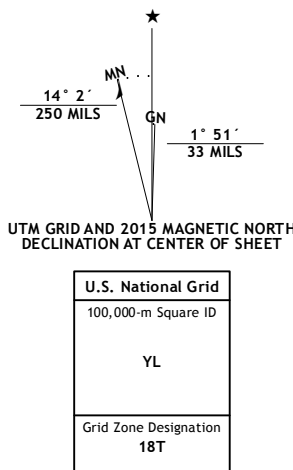 ★
MN
GN
14° 2´
250 MILS
1° 51´
33 MILS
UTM GRID AND 2015 MAGNETIC NORTH
DECLINATION AT CENTER OF SHEET
U.S. National Grid
100,000-m Square ID
YL
Grid Zone Designation
18T